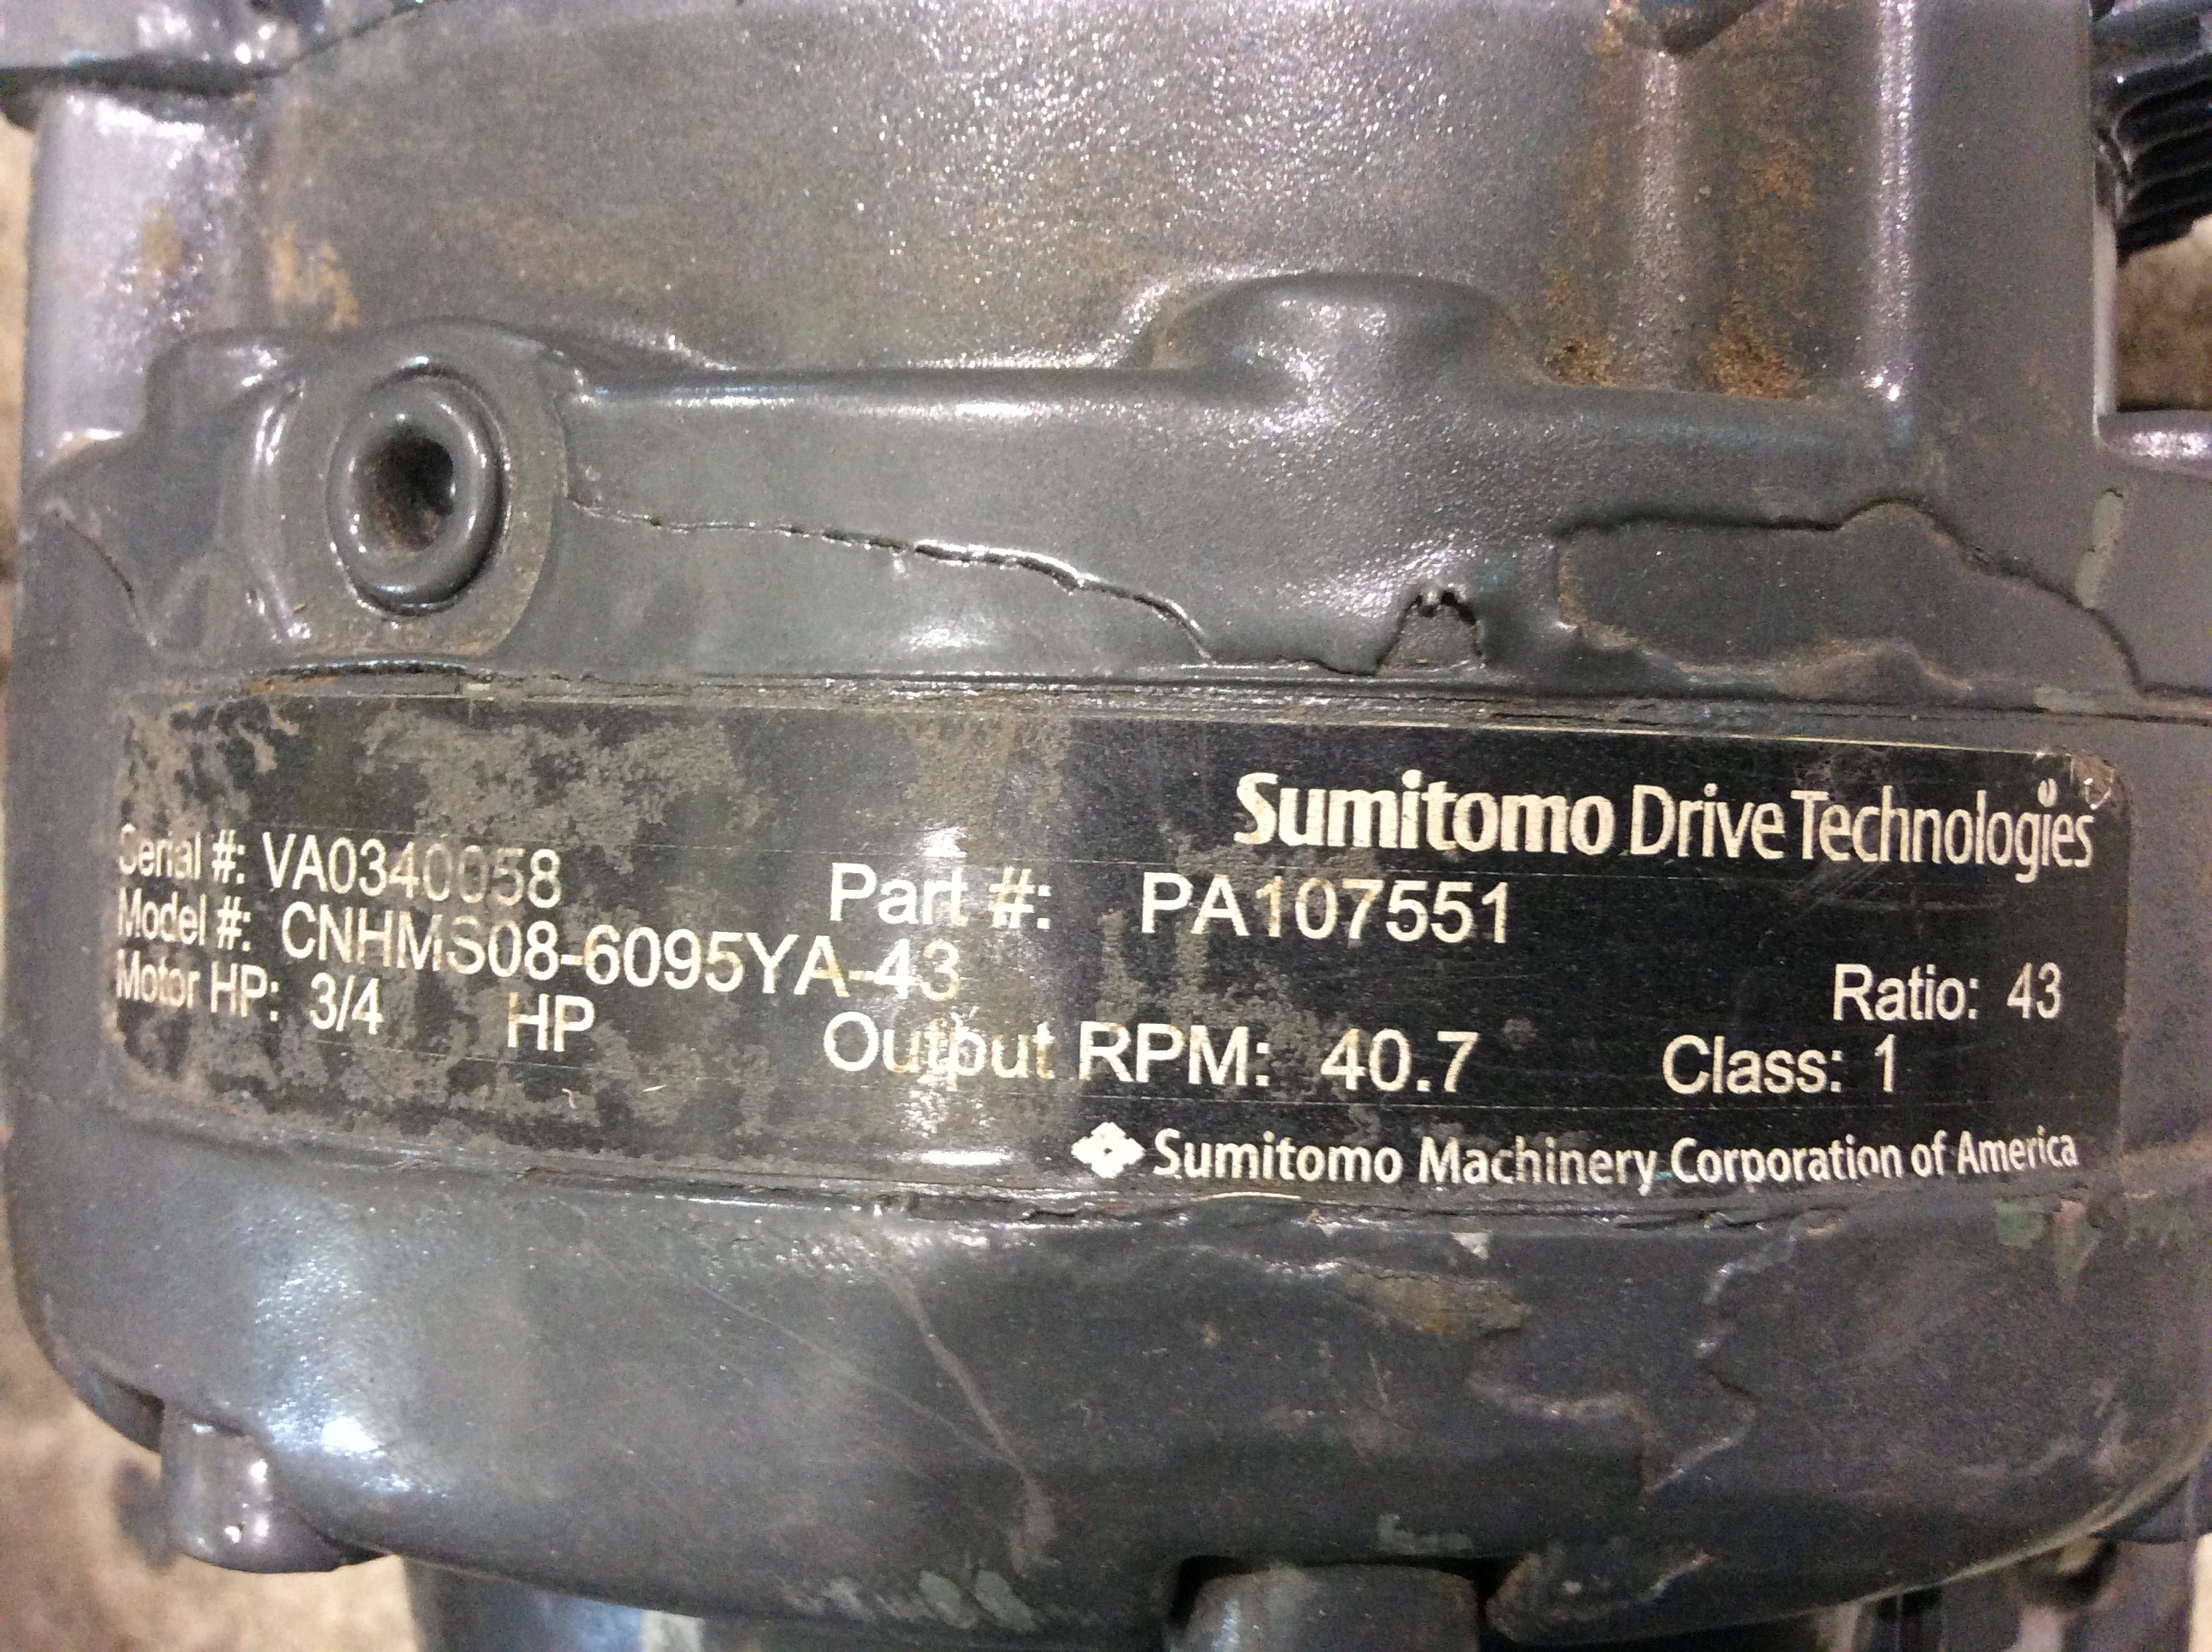 Sumitomo Drive Technologies
Serial #: VA0340058
Part #: PA107551
Model #: CNHMS08-6095YA-43
Ratio: 43
Motor HP: 3/4 HP
Output RPM: 40.7
Class: 1
Sumitomo Machinery Corporation of America